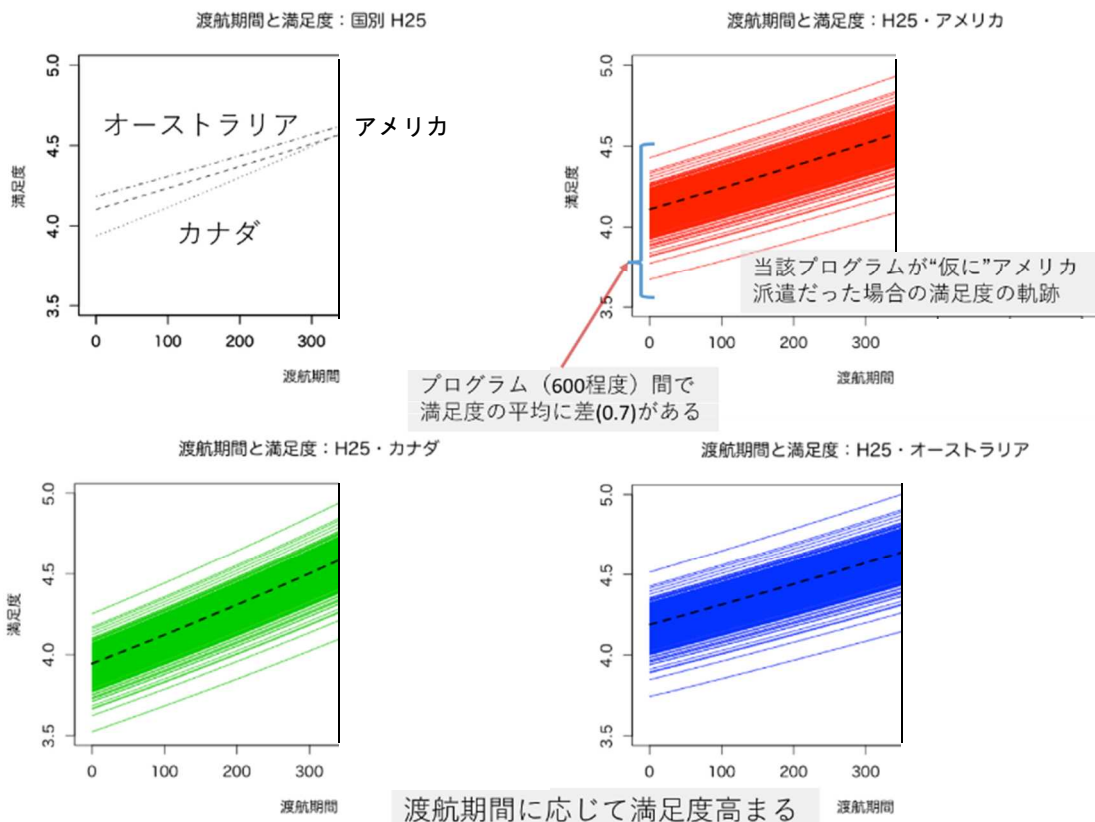 渡航期間と満足度：国別 H25
5.0
4.5
4.0
3.5
満足度
オーストラリア
アメリカ
カナダ
0 100 200 300
渡航期間
渡航期間と満足度：H25・アメリカ
5.0
4.5
4.0
3.5
満足度
当該プログラムが“仮に”アメリカ
派遣だった場合の満足度の軌跡
0 100 200 300
渡航期間
プログラム（600程度）間で
満足度の平均に差(0.7)がある
渡航期間と満足度：H25・カナダ
5.0
4.5
4.0
3.5
満足度
0 100 200 300
渡航期間
渡航期間と満足度：H25・オーストラリア
5.0
4.5
4.0
3.5
0 100 200 300
渡航期間
渡航期間に応じて満足度高まる